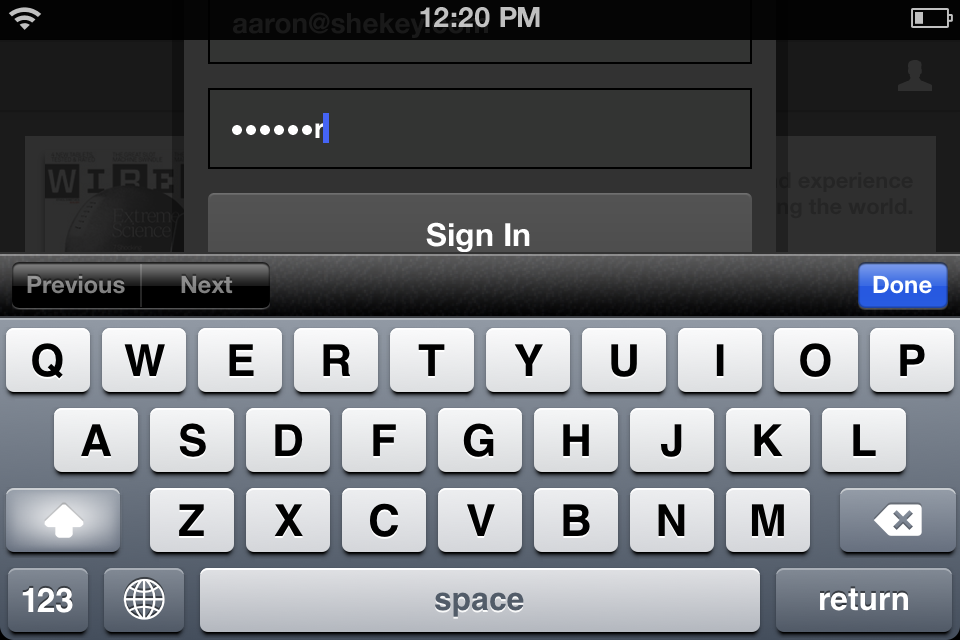 12:20 PM
aaron@shekey.com
••••••r
WIRE
Extreme
Science
d experience
ng the world.
Sign In
Previous Next Done
Q W E R T Y U I O P
A S D F G H J K L
Z X C V B N M
123 space return